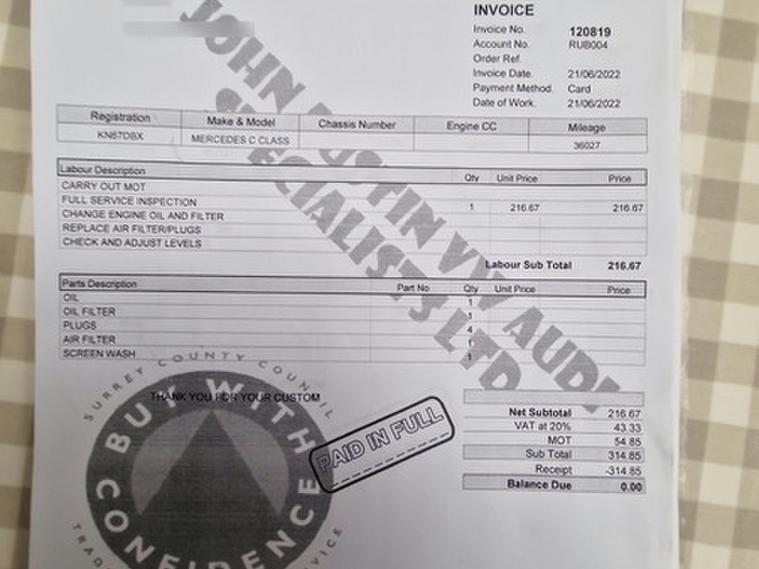 INVOICE
Invoice No. 120819
Account No. RUB004
Order Ref.
Invoice Date. 21/06/2022
Payment Method. Card
Date of Work. 21/06/2022
Registration Make & Model Chassis Number Engine CC Mileage
KN67DBX MERCEDES C CLASS 36027
Labour Description Qty Unit Price Price
CARRY OUT MOT
FULL SERVICE INSPECTION 1 216.67 216.67
CHANGE ENGINE OIL AND FILTER
REPLACE AIR FILTER/PLUGS
CHECK AND ADJUST LEVELS
Labour Sub Total 216.67
Parts Description Part No Qty Unit Price Price
OIL 1
OIL FILTER 1
PLUGS 4
AIR FILTER 1
SCREEN WASH 1
THANK YOU FOR YOUR CUSTOM
Net Subtotal 216.67
VAT at 20% 43.33
MOT 54.85
Sub Total 314.85
Receipt -314.85
Balance Due 0.00
PAID IN FULL
SURREY COUNTY COUNCIL
BUY WITH
CONFIDENCE
JOHN AUSTIN VW AUDI
SPECIALISTS LTD